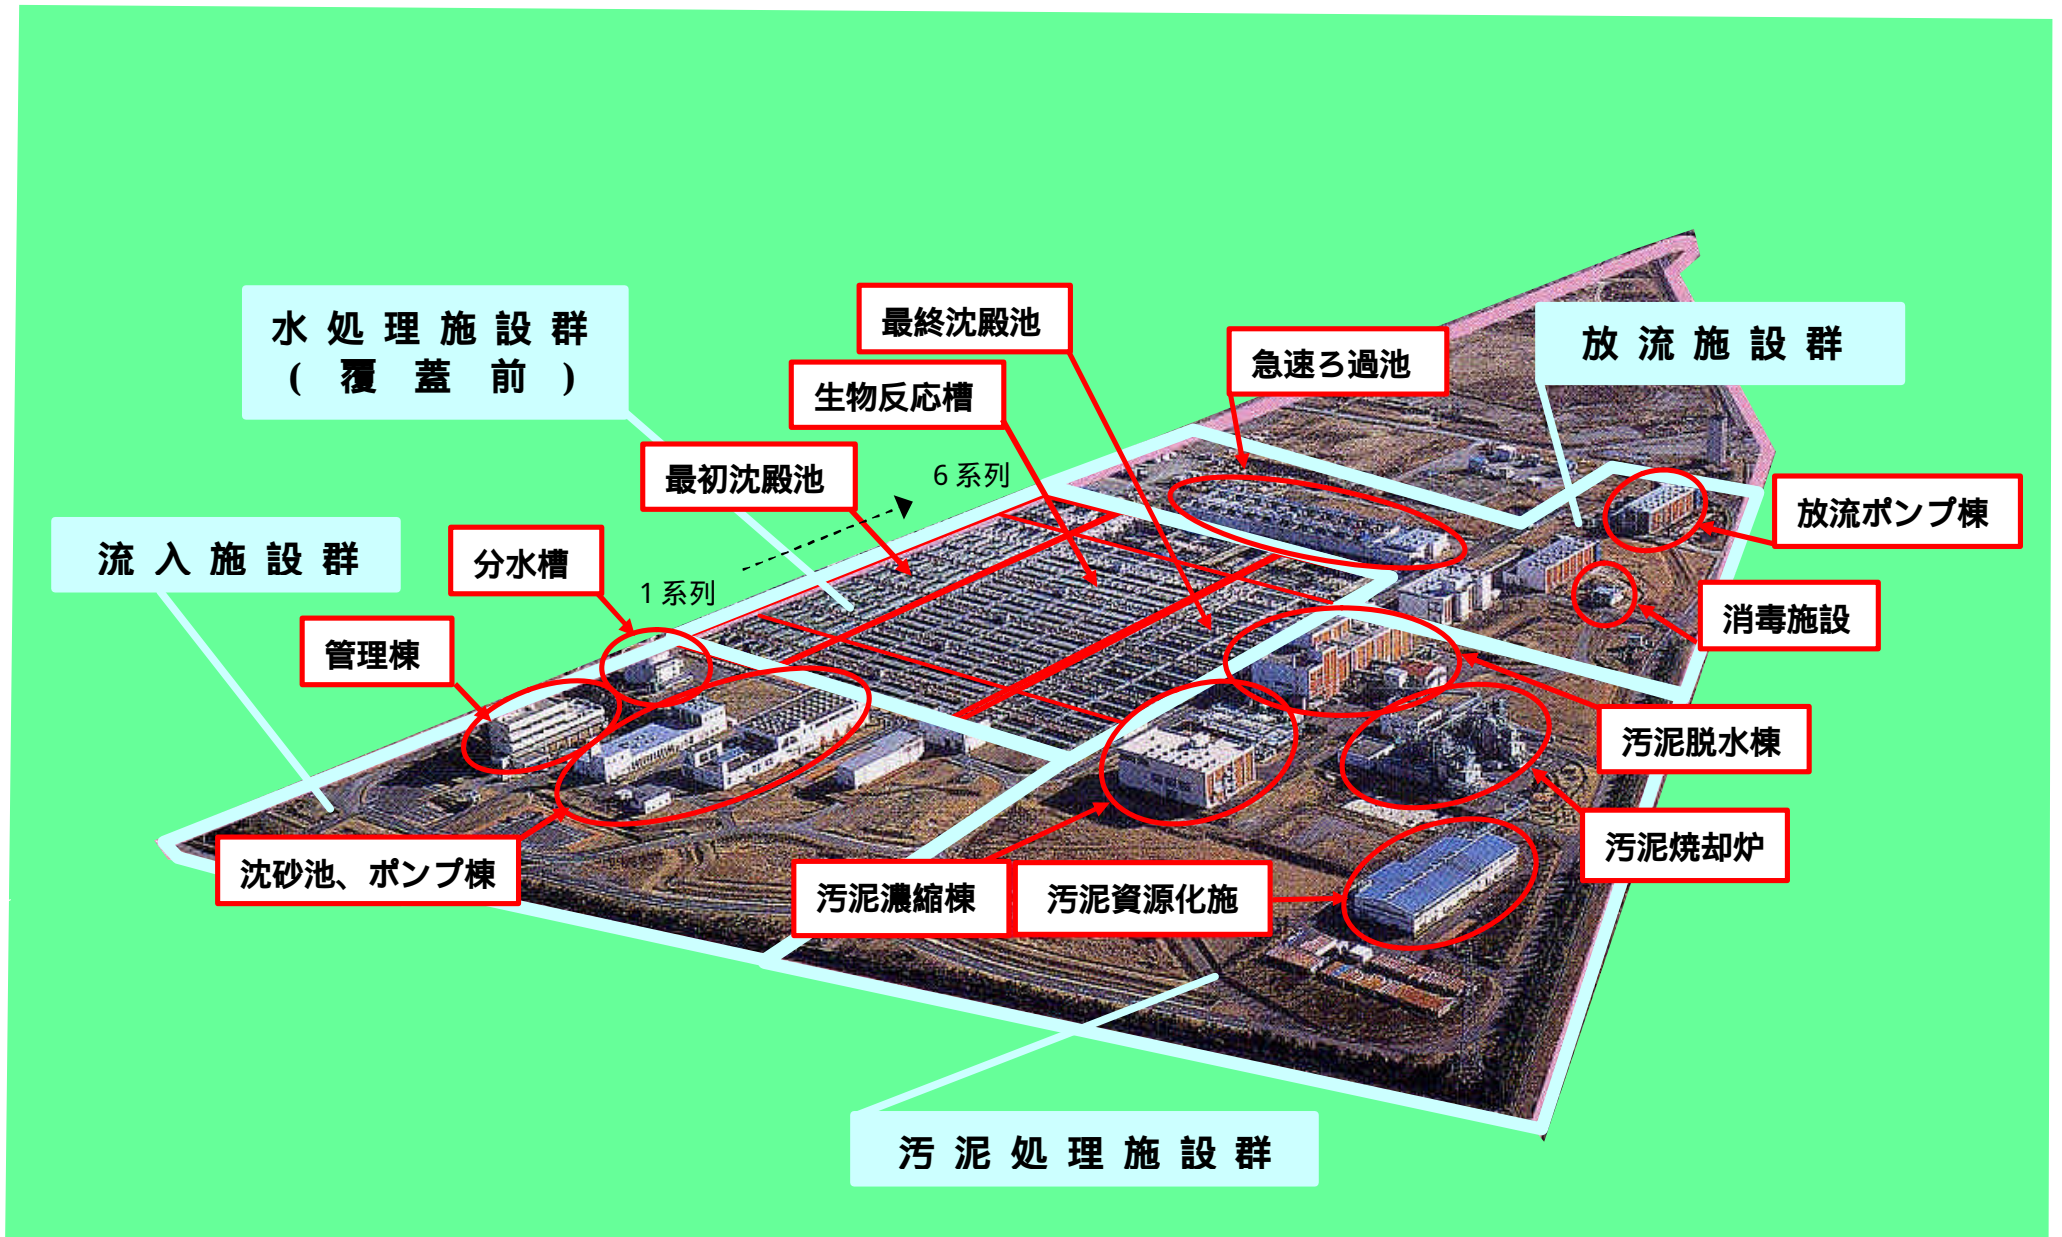 水処理施設群
(覆蓋前)
最終沈殿池
急速ろ過池
放流施設群
生物反応槽
最初沈殿池
6系列
放流ポンプ棟
流入施設群
分水槽
1系列
管理棟
消毒施設
汚泥脱水棟
汚泥焼却炉
沈砂池、ポンプ棟
汚泥濃縮棟
汚泥資源化施
汚泥処理施設群